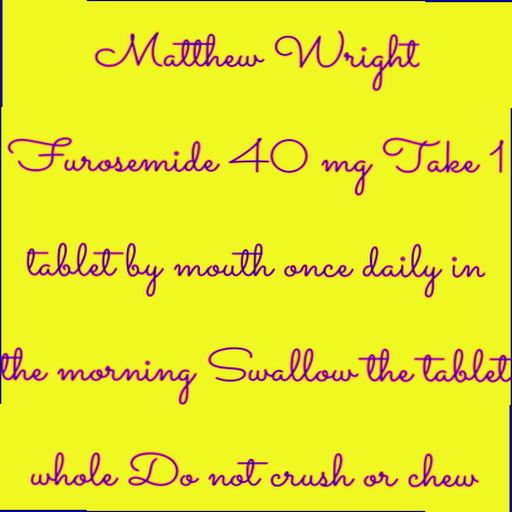 Matthew Wright
Furosemide 40 mg Take 1
tablet by mouth once daily in
the morning Swallow the tablet
whole Do not crush or chew